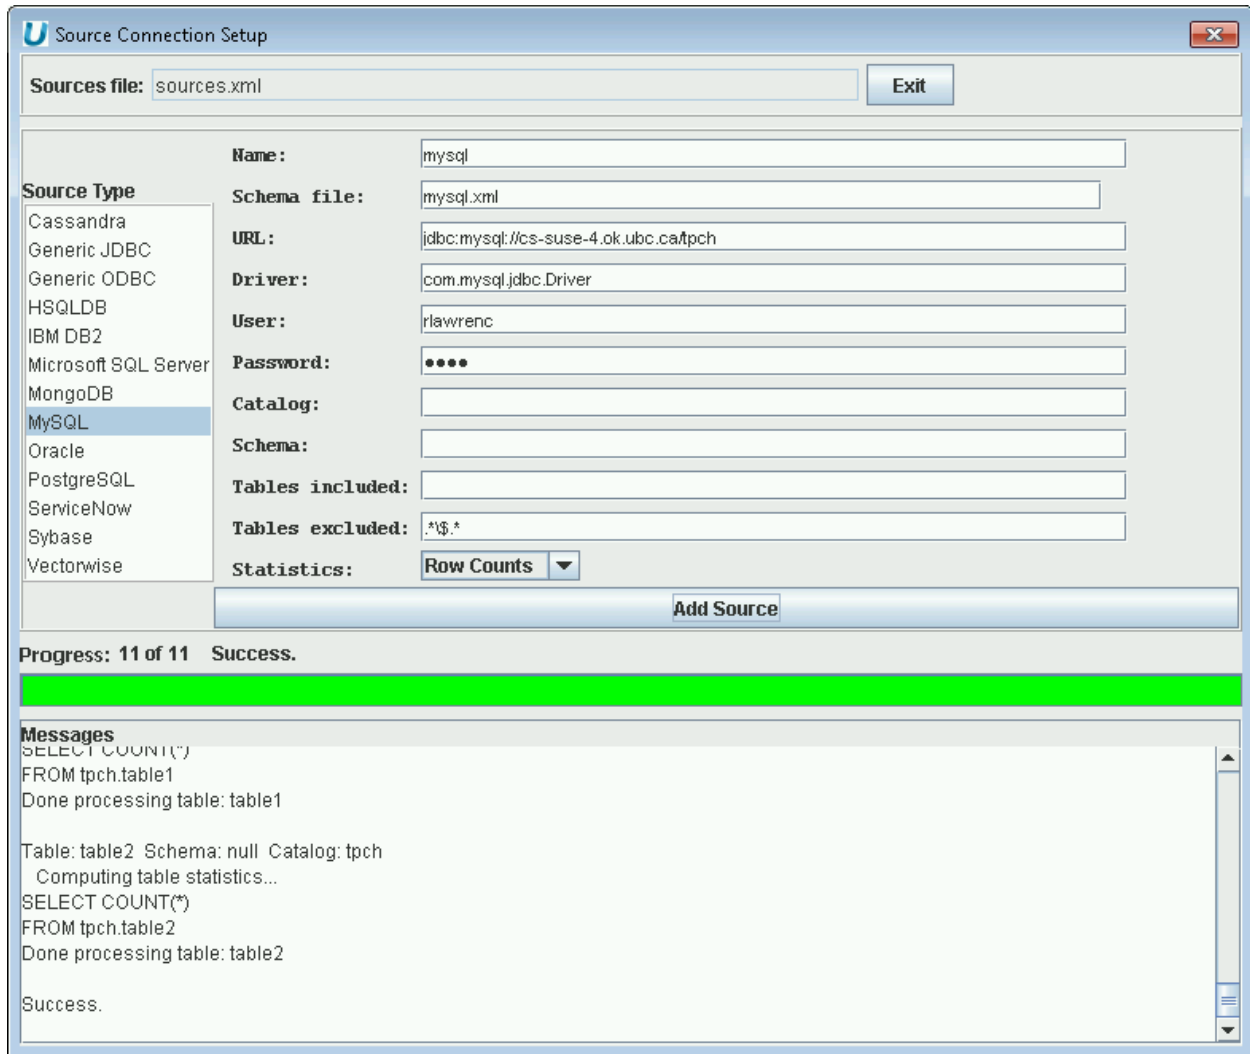 Source Connection Setup
Sources file: sources.xml Exit
Source Type
Cassandra
Generic JDBC
Generic ODBC
HSQLDB
IBM DB2
Microsoft SQL Server
MongoDB
MySQL
Oracle
PostgreSQL
ServiceNow
Sybase
Vectorwise
Name: mysql
Schema file: mysql.xml
URL: jdbc:mysql://cs-suse-4.ok.ubc.ca/tpch
Driver: com.mysql.jdbc.Driver
User: rlawrenc
Password: ●●●●
Catalog:
Schema:
Tables included:
Tables excluded: .*\$.*
Statistics: Row Counts
Add Source
Progress: 11 of 11 Success.
Messages
SELECT COUNT(*)
FROM tpch.table1
Done processing table: table1
Table: table2 Schema: null Catalog: tpch
Computing table statistics...
SELECT COUNT(*)
FROM tpch.table2
Done processing table: table2
Success.